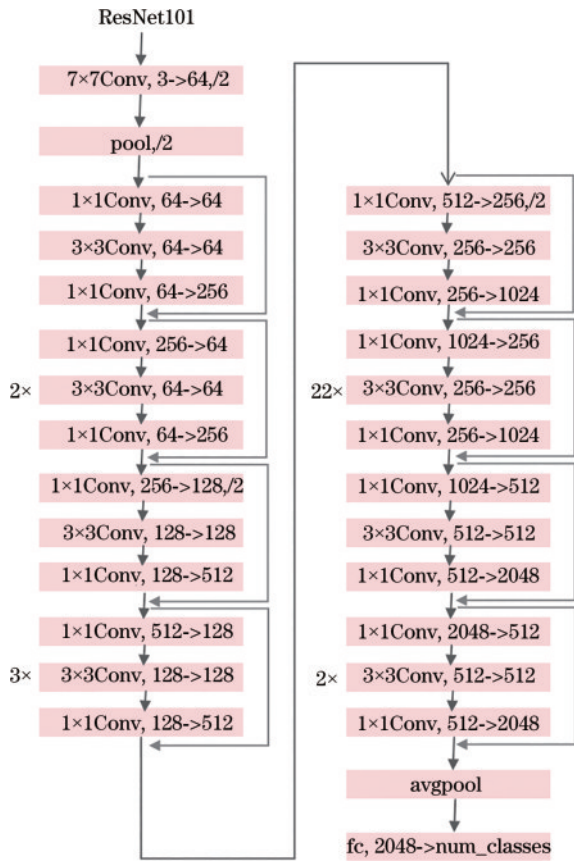 ResNet101
7×7Conv, 3->64,/2
pool,/2
1×1Conv, 64->64
3×3Conv, 64->64
1×1Conv, 64->256
1×1Conv, 256->64
2×
3×3Conv, 64->64
1×1Conv, 64->256
1×1Conv, 256->128,/2
3×3Conv, 128->128
1×1Conv, 128->512
1×1Conv, 512->128
3×
3×3Conv, 128->128
1×1Conv, 128->512
1×1Conv, 512->256,/2
3×3Conv, 256->256
1×1Conv, 256->1024
1×1Conv, 1024->256
22×
3×3Conv, 256->256
1×1Conv, 256->1024
1×1Conv, 1024->512
3×3Conv, 512->512
1×1Conv, 512->2048
1×1Conv, 2048->512
2×
3×3Conv, 512->512
1×1Conv, 512->2048
avgpool
fc, 2048->num_classes